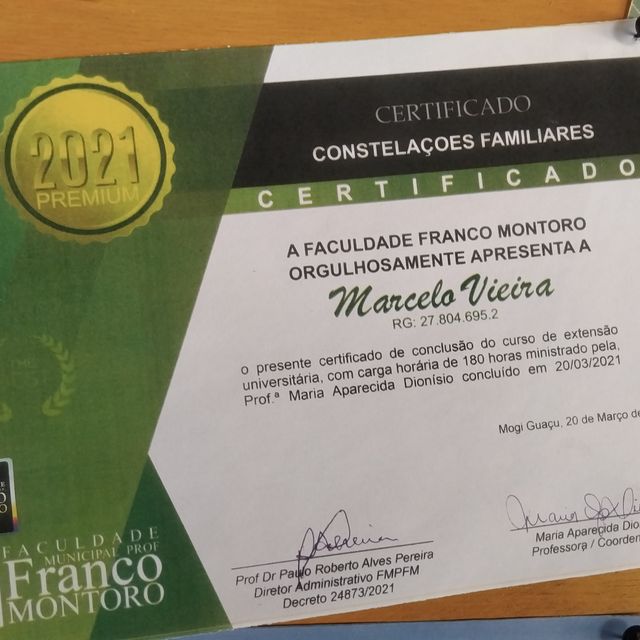 2021
PREMIUM
CERTIFICADO
CONSTELAÇOES FAMILIARES
CERTIFICADO
A FACULDADE FRANCO MONTORO
ORGULHOSAMENTE APRESENTA A
Marcelo Vieira
RG: 27.804.695.2
o presente certificado de conclusão do curso de extensão
universitária, com carga horária de 180 horas ministrado pela,
Prof.ª Maria Aparecida Dionísio concluído em 20/03/2021
Mogi Guaçu, 20 de Março de
Prof Dr Paulo Roberto Alves Pereira
Diretor Administrativo FMPFM
Decreto 24873/2021
Maria Aparecida Dio
Professora / Coorden
FACULDADE
MUNICIPAL PROF
Franco
MONTORO